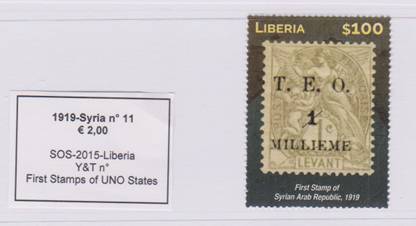 1919-Syria n° 11
€ 2,00
SOS-2015-Liberia
Y&T n°
First Stamps of UNO States
LIBERIA $100
T. E. O.
1
MILLIEME
LEVANT
First Stamp of
Syrian Arab Republic, 1919